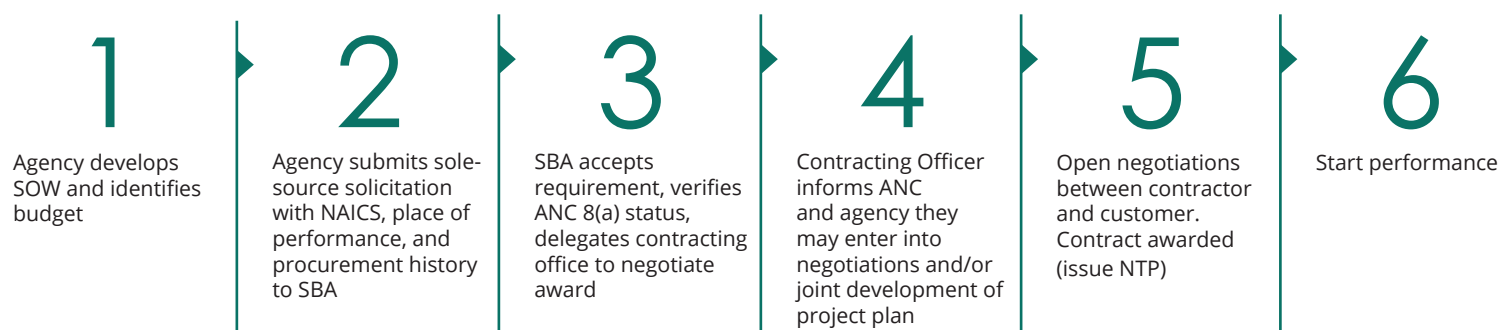 1
Agency develops
SOW and identifies
budget
2
Agency submits sole-
source solicitation
with NAICS, place of
performance, and
procurement history
to SBA
3
SBA accepts
requirement, verifies
ANC 8(a) status,
delegates contracting
office to negotiate
award
4
Contracting Officer
informs ANC
and agency they
may enter into
negotiations and/or
joint development of
project plan
5
Open negotiations
between contractor
and customer.
Contract awarded
(issue NTP)
6
Start performance